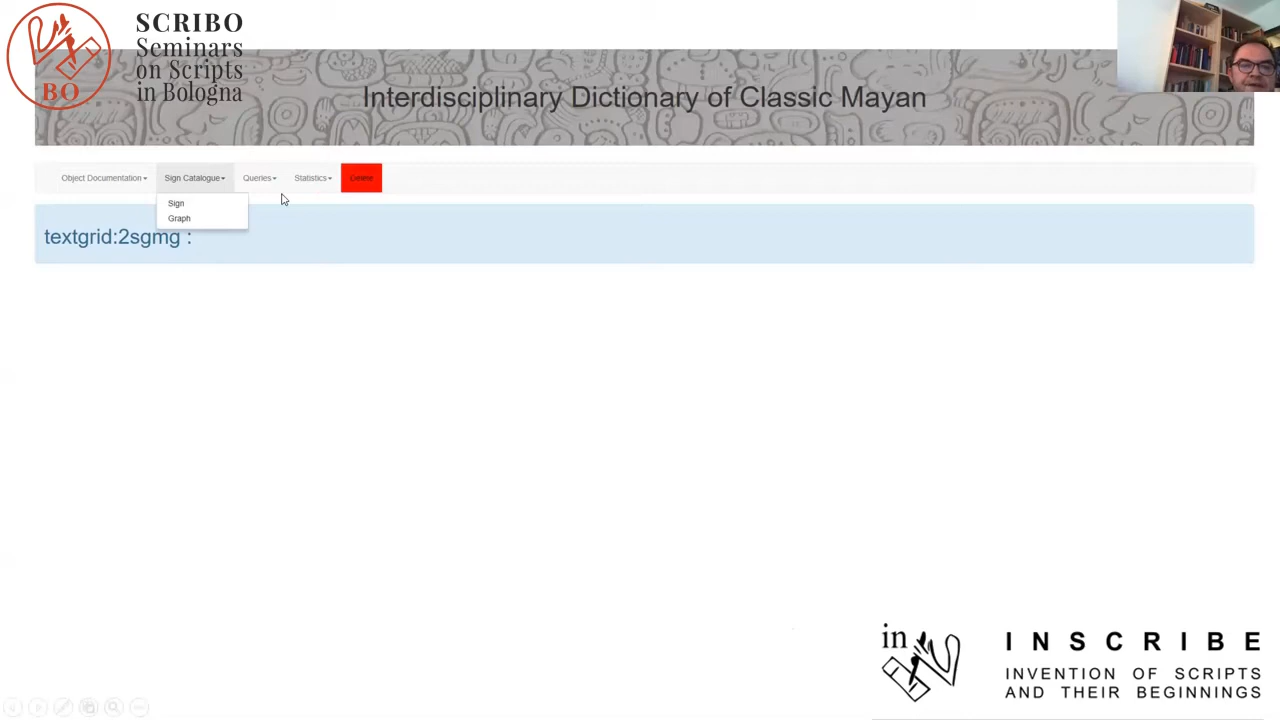 SCRIBO
Seminars
on Scripts
in Bologna
BO
Interdisciplinary Dictionary of Classic Mayan
Object Documentation
Sign Catalogue
Queries
Statistics
Delete
Sign
Graph
textgrid:2sgmg :
in
INSCRIBE
INVENTION OF SCRIPTS
AND THEIR BEGINNINGS